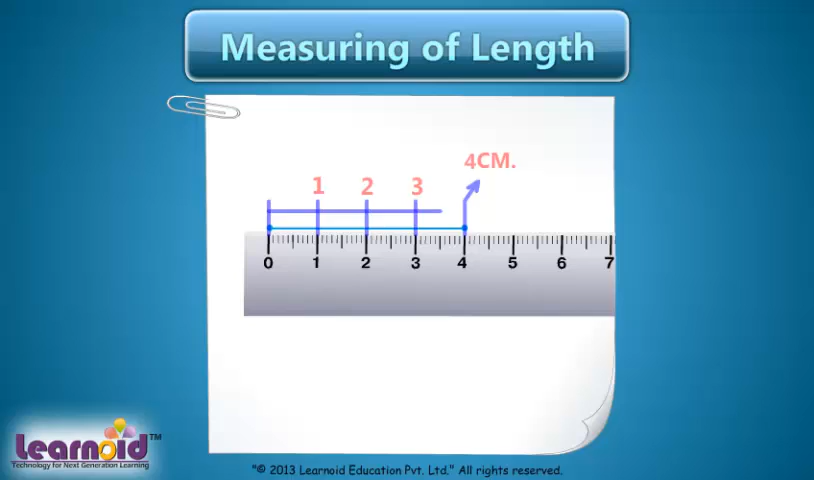 Measuring of Length
4CM.
1 2 3
0 1 2 3 4 5 6 7
Learnoid™
Technology for Next Generation Learning
"© 2013 Learnoid Education Pvt. Ltd." All rights reserved.